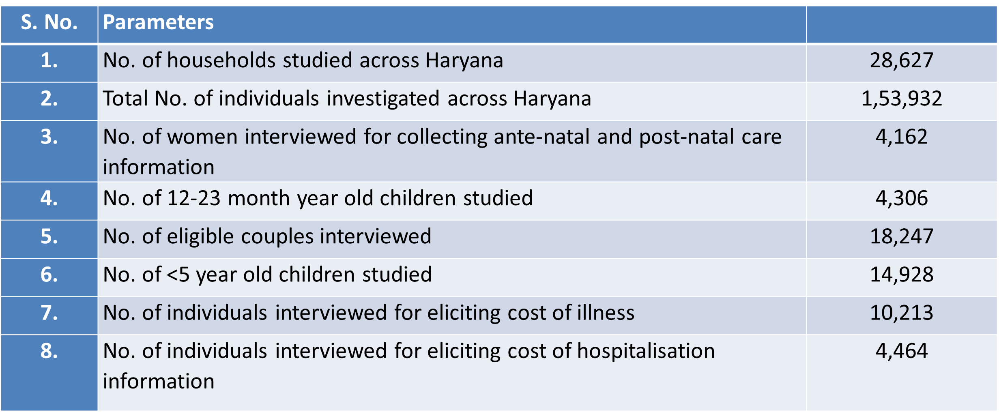 S. No. Parameters
1. No. of households studied across Haryana 28,627
2. Total No. of individuals investigated across Haryana 1,53,932
3. No. of women interviewed for collecting ante-natal and post-natal care 4,162
information
4. No. of 12-23 month year old children studied 4,306
5. No. of eligible couples interviewed 18,247
6. No. of <5 year old children studied 14,928
7. No. of individuals interviewed for eliciting cost of illness 10,213
8. No. of individuals interviewed for eliciting cost of hospitalisation 4,464
information